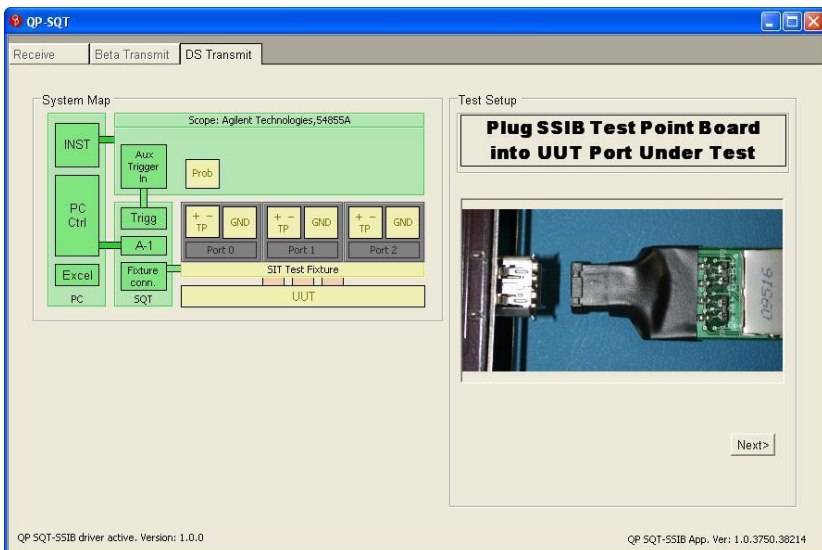 QP-SQT
Receive
Beta Transmit
DS Transmit
System Map
Scope: Agilent Technologies,54855A
INST
Aux
Trigger
In
Prob
PC
Ctrl
Trigg
A-1
+ -
TP
GND
+ -
TP
GND
+ -
TP
GND
Port 0
Port 1
Port 2
Excel
Fixture
conn.
SIT Test Fixture
UUT
PC
SQT
Test Setup
Plug SSIB Test Point Board
into UUT Port Under Test
09516
Next>
QP SQT-SSIB driver active. Version: 1.0.0
QP SQT-SSIB App. Ver: 1.0.3750.38214